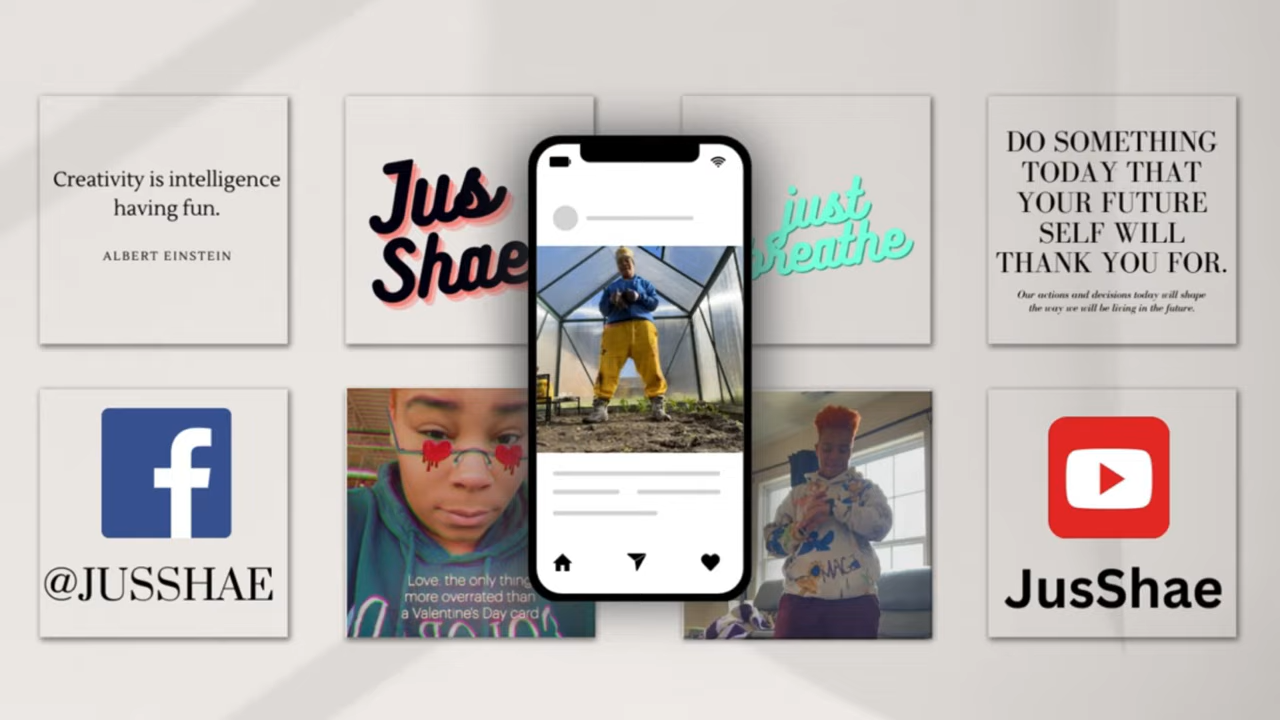 Creativity is intelligence
having fun.
ALBERT EINSTEIN
Jus
Shae
just
breathe
DO SOMETHING
TODAY THAT
YOUR FUTURE
SELF WILL
THANK YOU FOR.
Our actions and decisions today will shape
the way we will be living in the future.
@JUSSHAE
Love. the only thing
more overrated than
a Valentine's Day card
MAC
JusShae